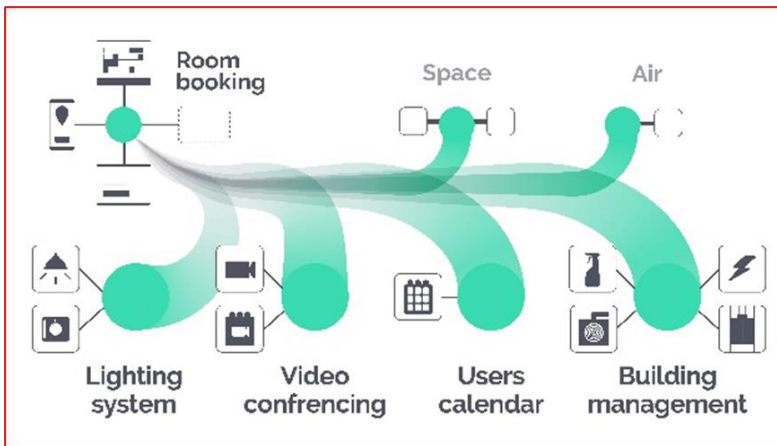 Room
booking
Space
Air
Lighting
system
Video
confrencing
Users
calendar
Building
management